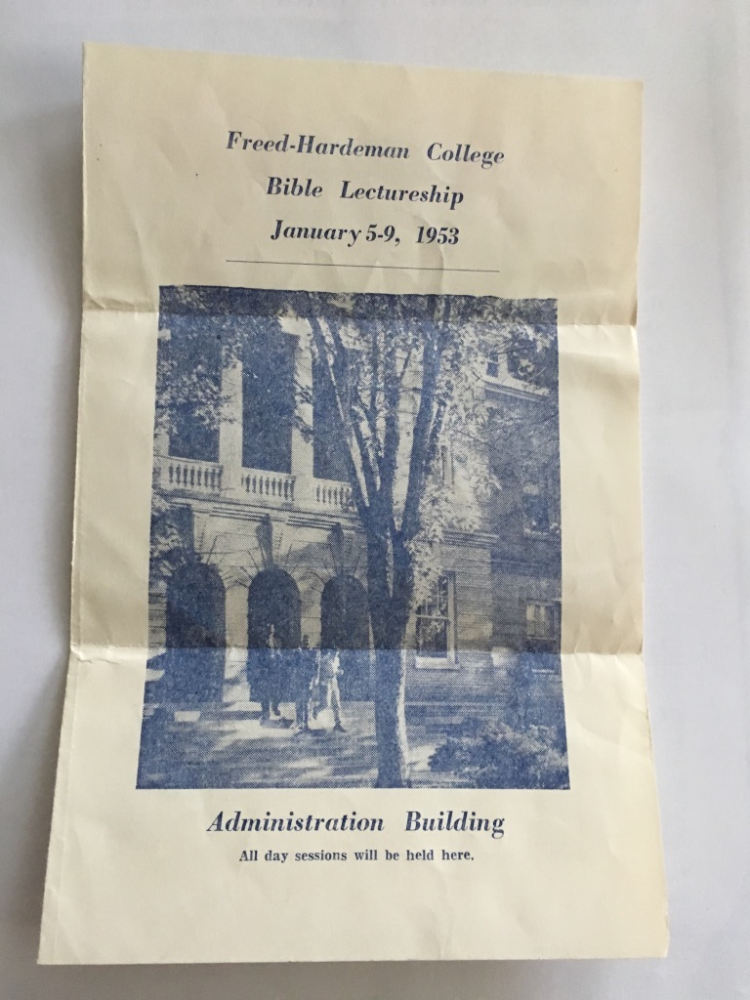 Freed-Hardeman College
Bible Lectureship
January 5-9, 1953
Administration Building
All day sessions will be held here.